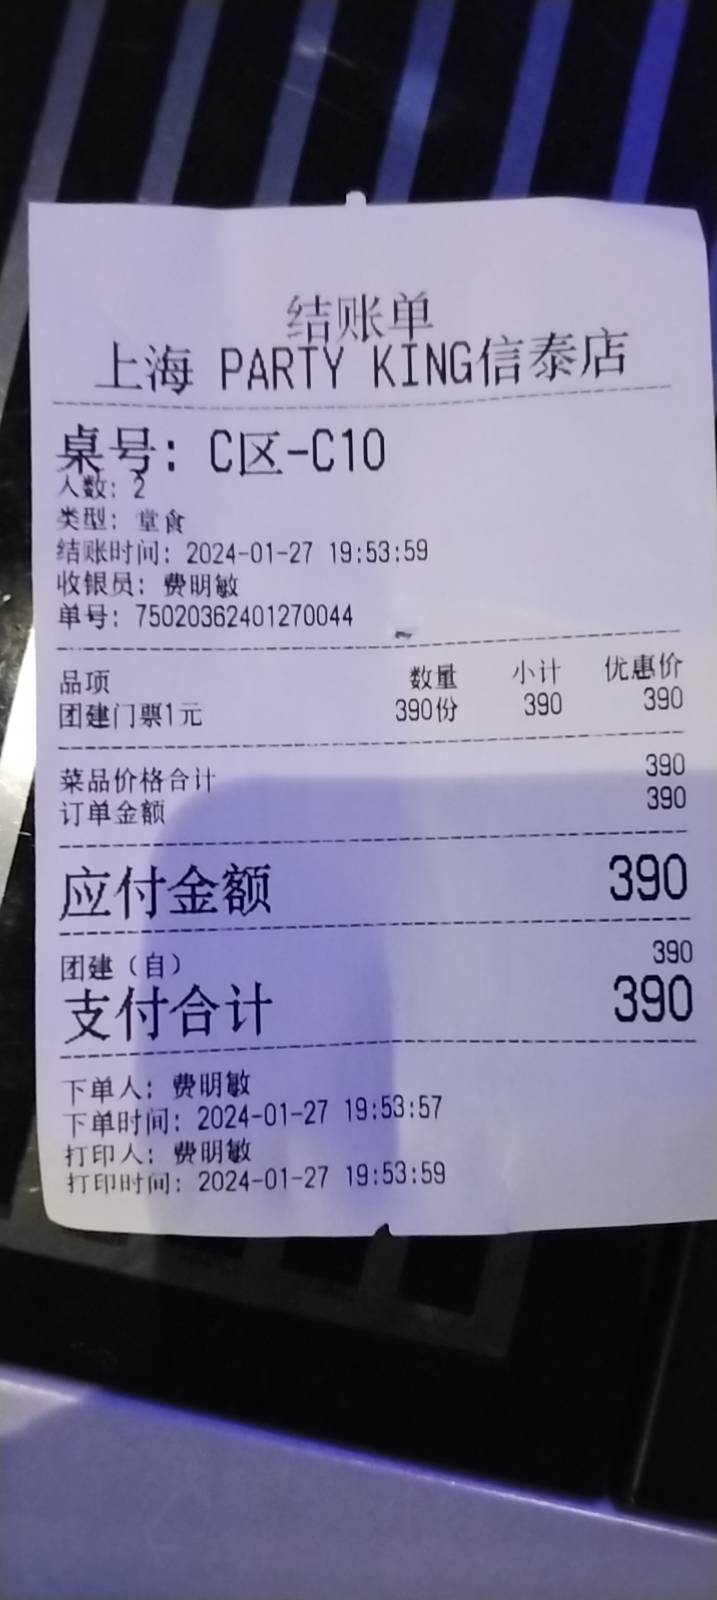 结账单
上海 PARTY KING信泰店
桌号: C区-C10
人数: 2
类型: 堂食
结账时间: 2024-01-27 19:53:59
收银员: 费明敏
单号: 75020362401270044
品项 数量 小计 优惠价
团建门票1元 390份 390 390
菜品价格合计 390
订单金额 390
应付金额 390
团建（自） 390
支付合计 390
下单人: 费明敏
下单时间: 2024-01-27 19:53:57
打印人: 费明敏
打印时间: 2024-01-27 19:53:59